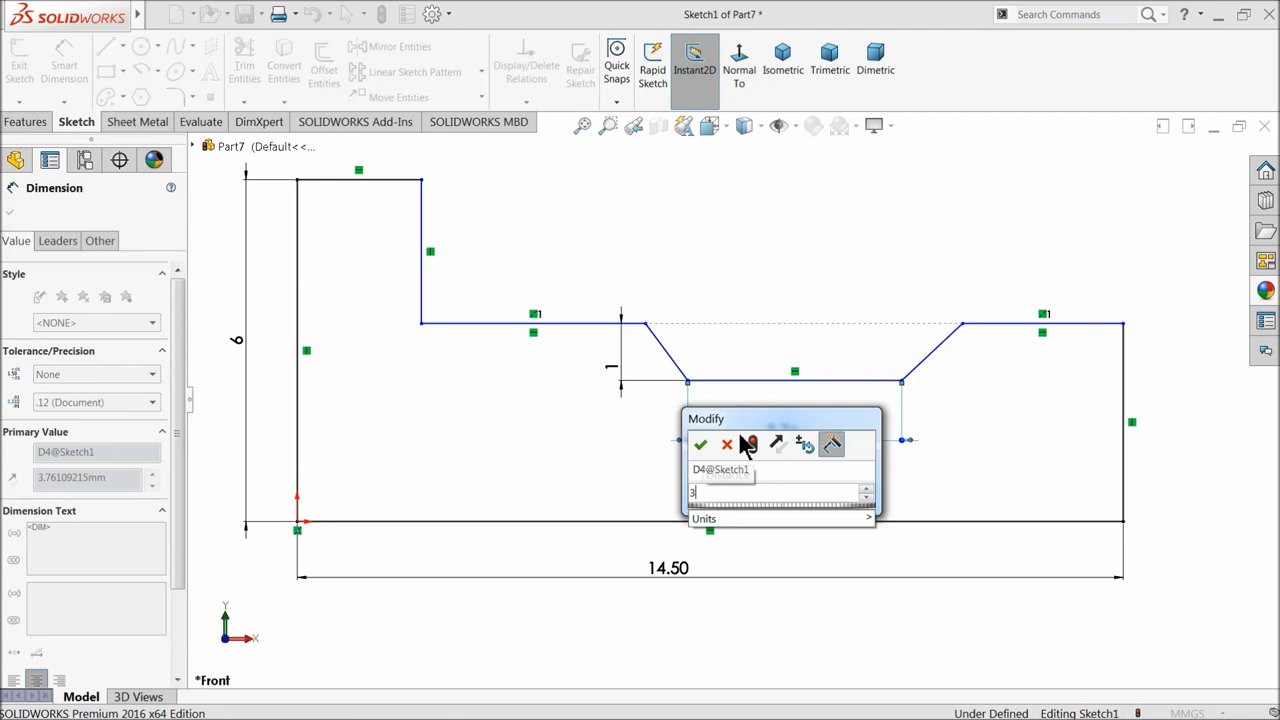 SOLIDWORKS
Sketch1 of Part7 *
Search Commands
?
Exit Sketch
Smart Dimension
Trim Entities
Convert Entities
Offset Entities
Mirror Entities
Linear Sketch Pattern
Move Entities
Display/Delete Relations
Repair Sketch
Quick Snaps
Rapid Sketch
Instant2D
Normal To
Isometric
Trimetric
Dimetric
Features
Sketch
Sheet Metal
Evaluate
DimXpert
SOLIDWORKS Add-Ins
SOLIDWORKS MBD
Part7 (Default<<...
Dimension
Value
Leaders
Other
Style
<NONE>
Tolerance/Precision
None
.12 (Document)
Primary Value
D4@Sketch1
3.76109215mm
Dimension Text
<DIM>
6
1
1
1
14.50
Modify
D4@Sketch1
3
Units >
Y
X
*Front
Model
3D Views
SOLIDWORKS Premium 2016 x64 Edition
Under Defined
Editing Sketch1
MMGS